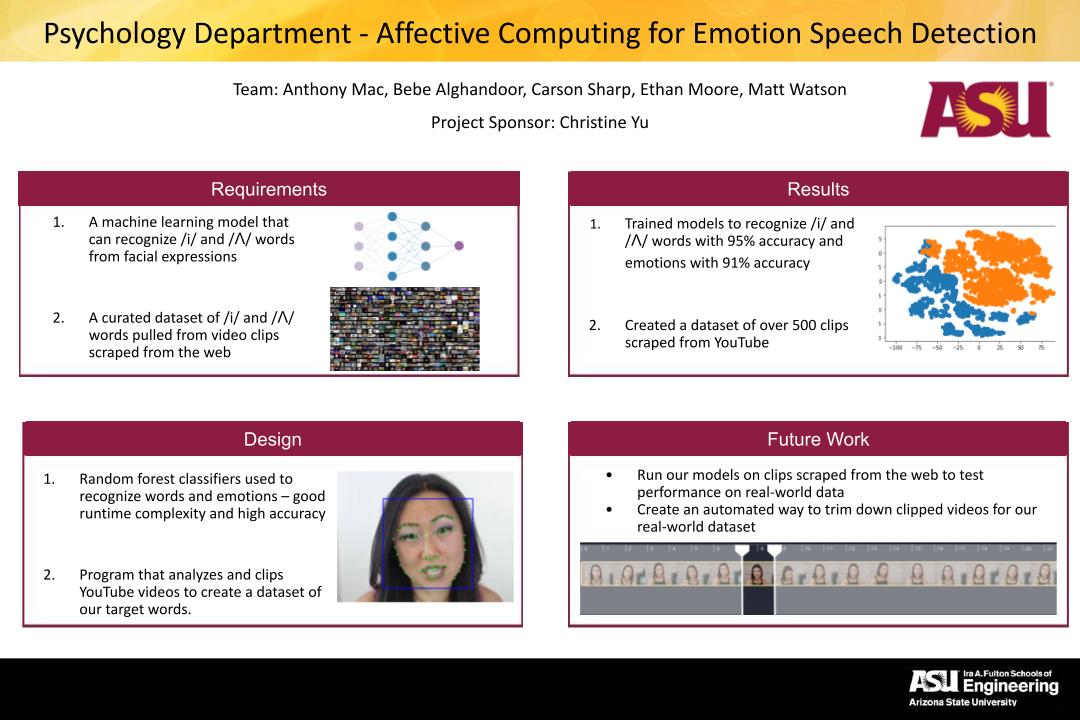 Psychology Department - Affective Computing for Emotion Speech Detection
Team: Anthony Mac, Bebe Alghandoor, Carson Sharp, Ethan Moore, Matt Watson
Project Sponsor: Christine Yu
ASU
Requirements
1. A machine learning model that
can recognize /i/ and /Ʌ/ words
from facial expressions
2. A curated dataset of /i/ and /Ʌ/
words pulled from video clips
scraped from the web
Results
1. Trained models to recognize /i/ and
/Ʌ/ words with 95% accuracy and
emotions with 91% accuracy
2. Created a dataset of over 500 clips
scraped from YouTube
−100 −75 −50 −25 0 25 50 75
Design
1. Random forest classifiers used to
recognize words and emotions – good
runtime complexity and high accuracy
2. Program that analyzes and clips
YouTube videos to create a dataset of
our target words.
Future Work
• Run our models on clips scraped from the web to test
performance on real-world data
• Create an automated way to trim down clipped videos for our
real-world dataset
ASU Ira A. Fulton Schools of
Engineering
Arizona State University